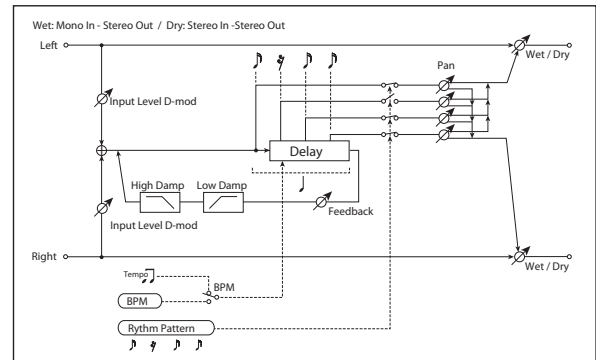 Wet: Mono In - Stereo Out / Dry: Stereo In -Stereo Out
Left
Wet / Dry
Pan
Input Level D-mod
Delay
High Damp
Low Damp
Feedback
Input Level D-mod
Right
Wet / Dry
Tempo
BPM
BPM
Rythm Pattern